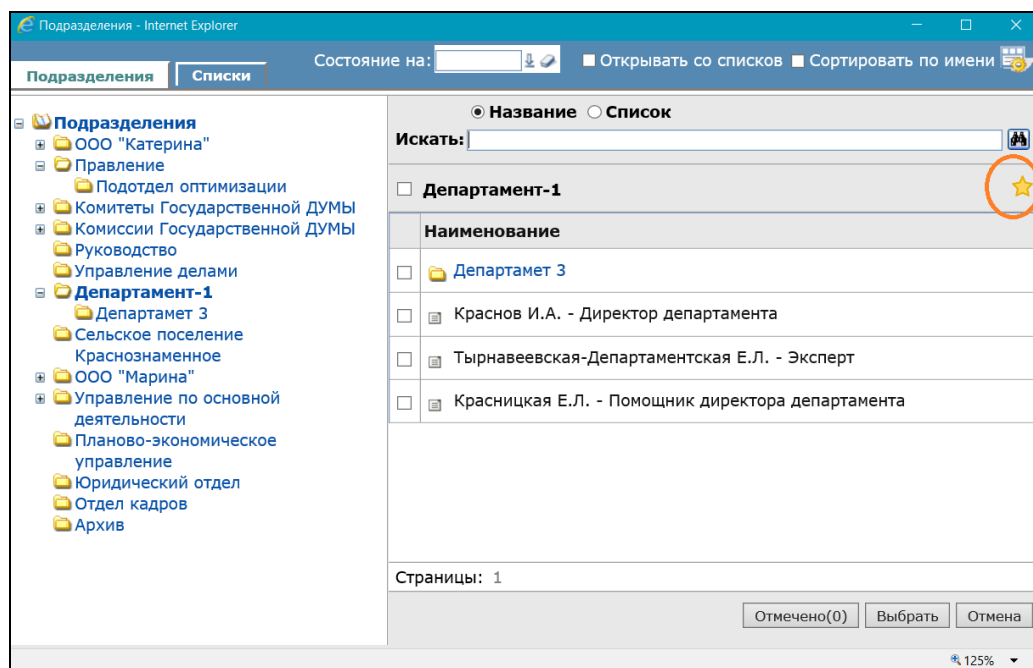 Подразделения - Internet Explorer
Подразделения
Списки
Состояние на:
Открывать со списков
Сортировать по имени
Подразделения
ООО "Катерина"
Правление
Подотдел оптимизации
Комитеты Государственной ДУМЫ
Комиссии Государственной ДУМЫ
Руководство
Управление делами
Департамент-1
Департамет 3
Сельское поселение
Краснознаменное
ООО "Марина"
Управление по основной
деятельности
Планово-экономическое
управление
Юридический отдел
Отдел кадров
Архив
Название
Список
Искать:
Департамент-1
Наименование
Департамет 3
Краснов И.А. - Директор департамента
Тырнавеевская-Департаментская Е.Л. - Эксперт
Красницкая Е.Л. - Помощник директора департамента
Страницы: 1
Отмечено(0)
Выбрать
Отмена
125%